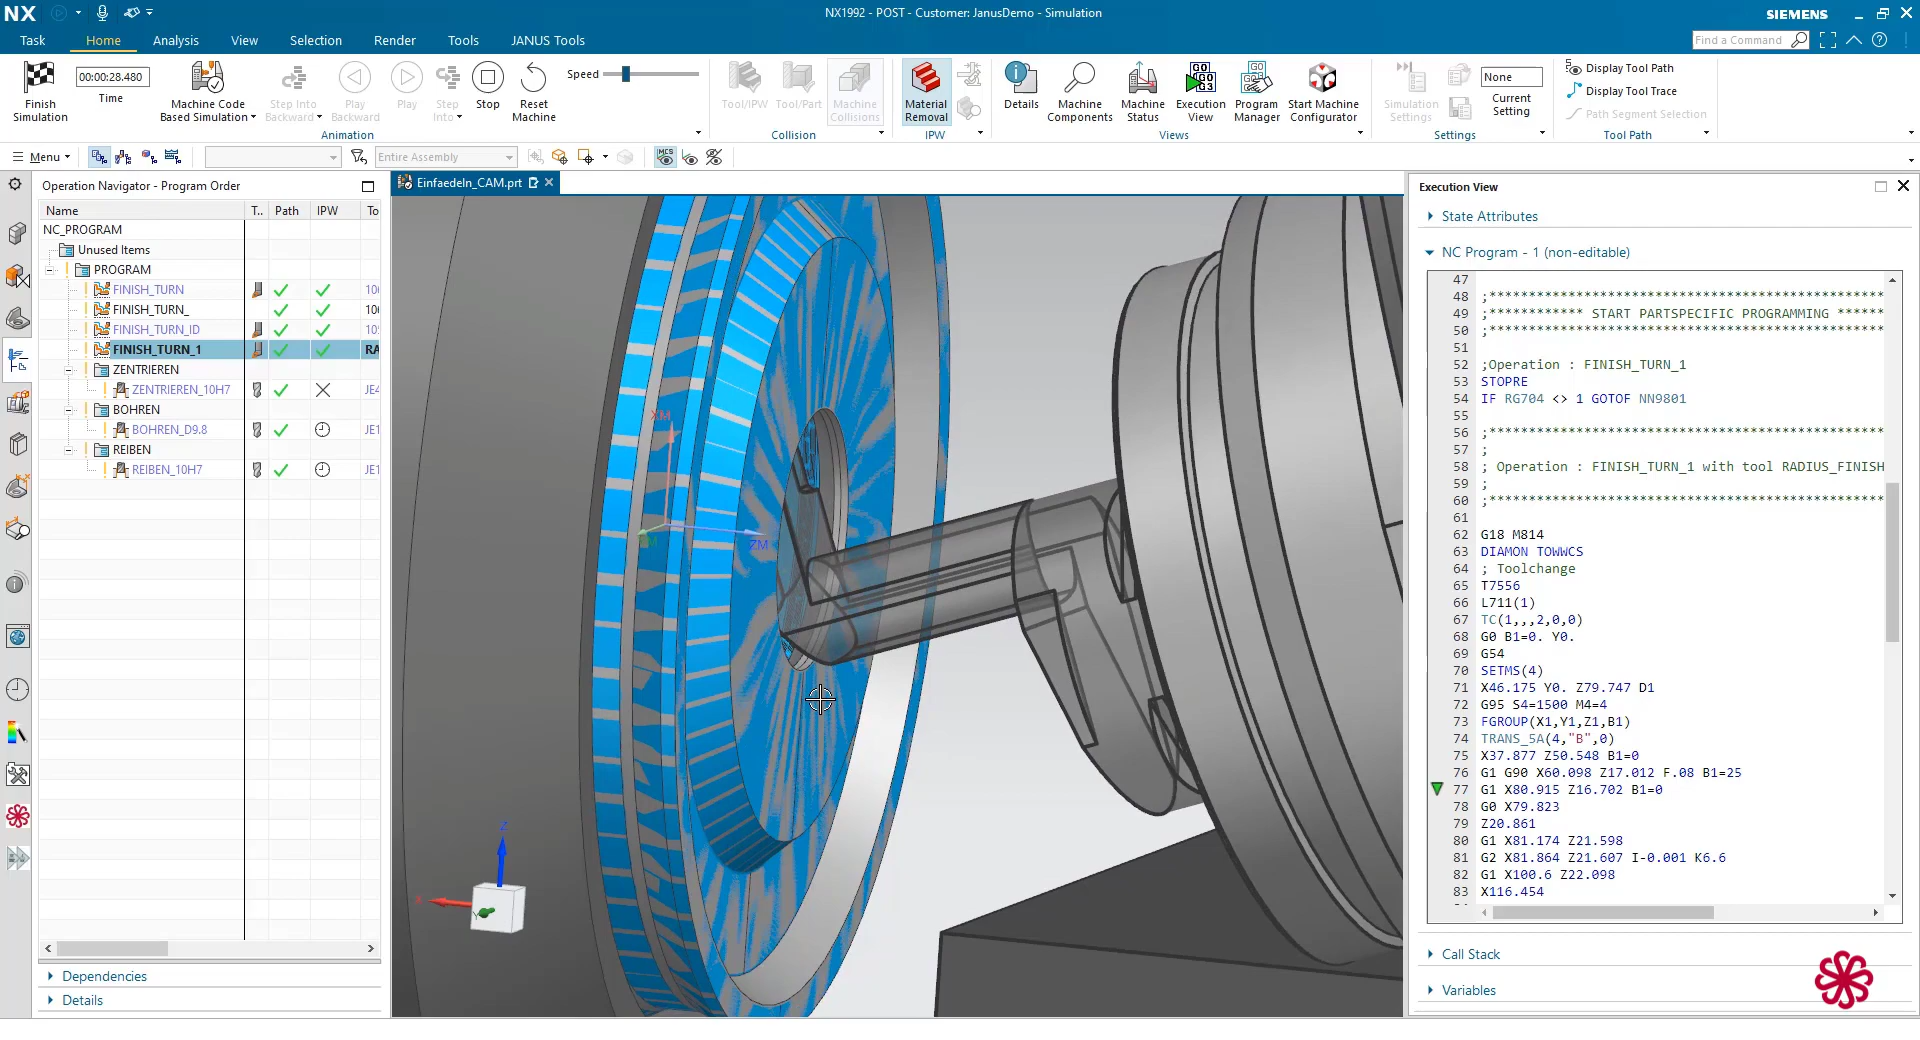 NX
NX1992 - POST - Customer: JanusDemo - Simulation
SIEMENS
Task
Home
Analysis
View
Selection
Render
Tools
JANUS Tools
Find a Command
Finish Simulation
00:00:28.480
Time
Machine Code Based Simulation
Step Into Backward
Play Backward
Play
Step Into
Stop
Reset Machine
Speed
Animation
Tool/IPW
Tool/Part
Machine Collisions
Collision
Material Removal
IPW
Details
Machine Components
Machine Status
Execution View
Program Manager
Start Machine Configurator
Views
Simulation Settings
None
Current Setting
Settings
Display Tool Path
Display Tool Trace
Path Segment Selection
Tool Path
Menu
Entire Assembly
MCS
Operation Navigator - Program Order
Name T.. Path IPW To
NC_PROGRAM
Unused Items
PROGRAM
FINISH_TURN 10
FINISH_TURN_ 10
FINISH_TURN_ID 10
FINISH_TURN_1 RA
ZENTRIEREN
ZENTRIEREN_10H7 JE4
BOHREN
BOHREN_D9.8 JE1
REIBEN
REIBEN_10H7 JE1
Dependencies
Details
Einfaedeln_CAM.prt
XM
YM
ZM
Z
X
Y
Execution View
State Attributes
NC Program - 1 (non-editable)
47
48 ;**************************************************
49 ;************ START PARTSPECIFIC PROGRAMMING ******
50 ;**************************************************
51
52 ;Operation : FINISH_TURN_1
53 STOPRE
54 IF RG704 <> 1 GOTOF NN9801
55
56 ;**************************************************
57 ;
58 ; Operation : FINISH_TURN_1 with tool RADIUS_FINISH
59 ;
60 ;**************************************************
61
62 G18 M814
63 DIAMON TOWWCS
64 ; Toolchange
65 T7556
66 L711(1)
67 TC(1,,,2,0,0)
68 G0 B1=0. Y0.
69 G54
70 SETMS(4)
71 X46.175 Y0. Z79.747 D1
72 G95 S4=1500 M4=4
73 FGROUP(X1,Y1,Z1,B1)
74 TRANS_5A(4,"B",0)
75 X37.877 Z50.548 B1=0
76 G1 G90 X60.098 Z17.012 F.08 B1=25
77 G1 X80.915 Z16.702 B1=0
78 G0 X79.823
79 Z20.861
80 G1 X81.174 Z21.598
81 G2 X81.864 Z21.607 I-0.001 K6.6
82 G1 X100.6 Z22.098
83 X116.454
Call Stack
Variables